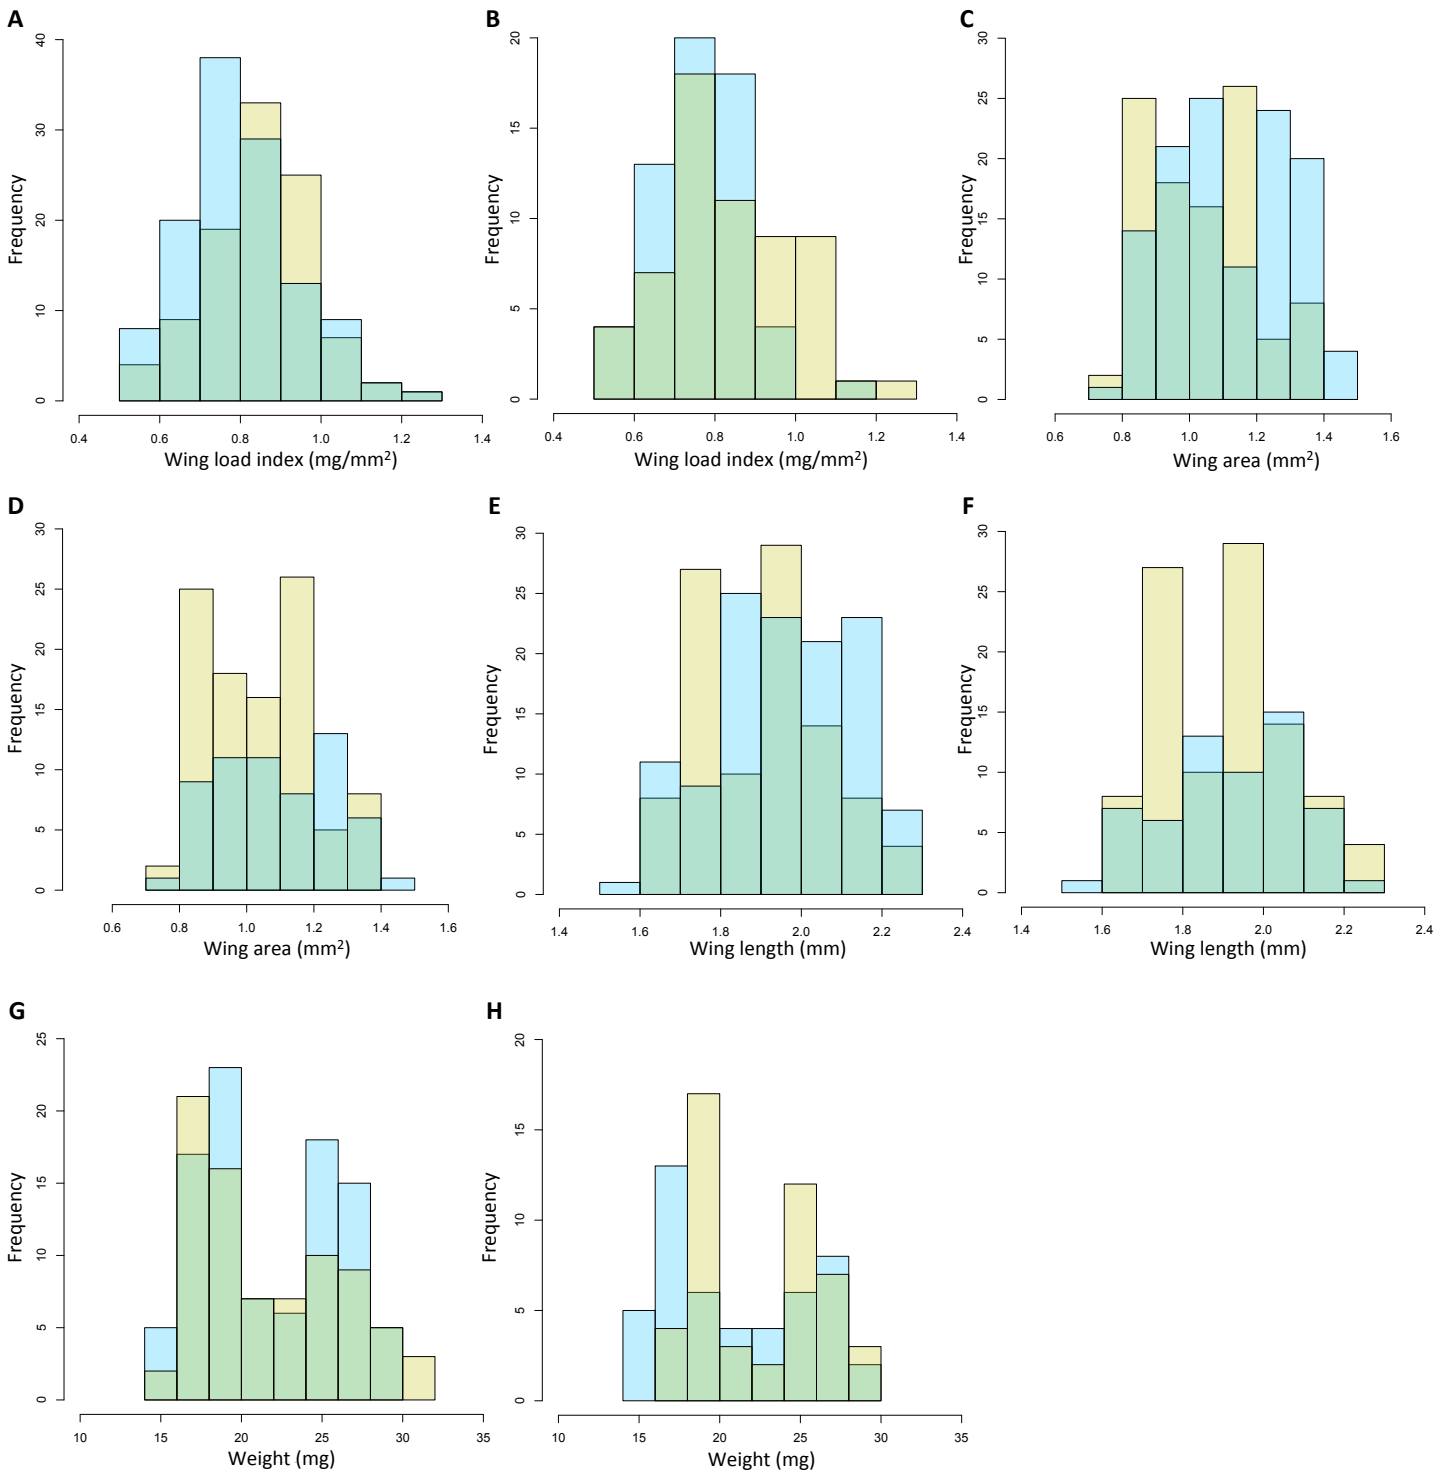 A
B
C
Frequency
0 10 20 30 40
0.4 0.6 0.8 1.0 1.2 1.4
Wing load index (mg/mm²)
Frequency
0 5 10 15 20
0.4 0.6 0.8 1.0 1.2 1.4
Wing load index (mg/mm²)
Frequency
0 5 10 15 20 25 30
0.6 0.8 1.0 1.2 1.4 1.6
Wing area (mm²)
D
E
F
Frequency
0 5 10 15 20 25 30
0.6 0.8 1.0 1.2 1.4 1.6
Wing area (mm²)
Frequency
0 5 10 15 20 25 30
1.4 1.6 1.8 2.0 2.2 2.4
Wing length (mm)
Frequency
0 5 10 15 20 25 30
1.4 1.6 1.8 2.0 2.2 2.4
Wing length (mm)
G
H
Frequency
0 5 10 15 20 25
10 15 20 25 30 35
Weight (mg)
Frequency
0 5 10 15 20
10 15 20 25 30 35
Weight (mg)